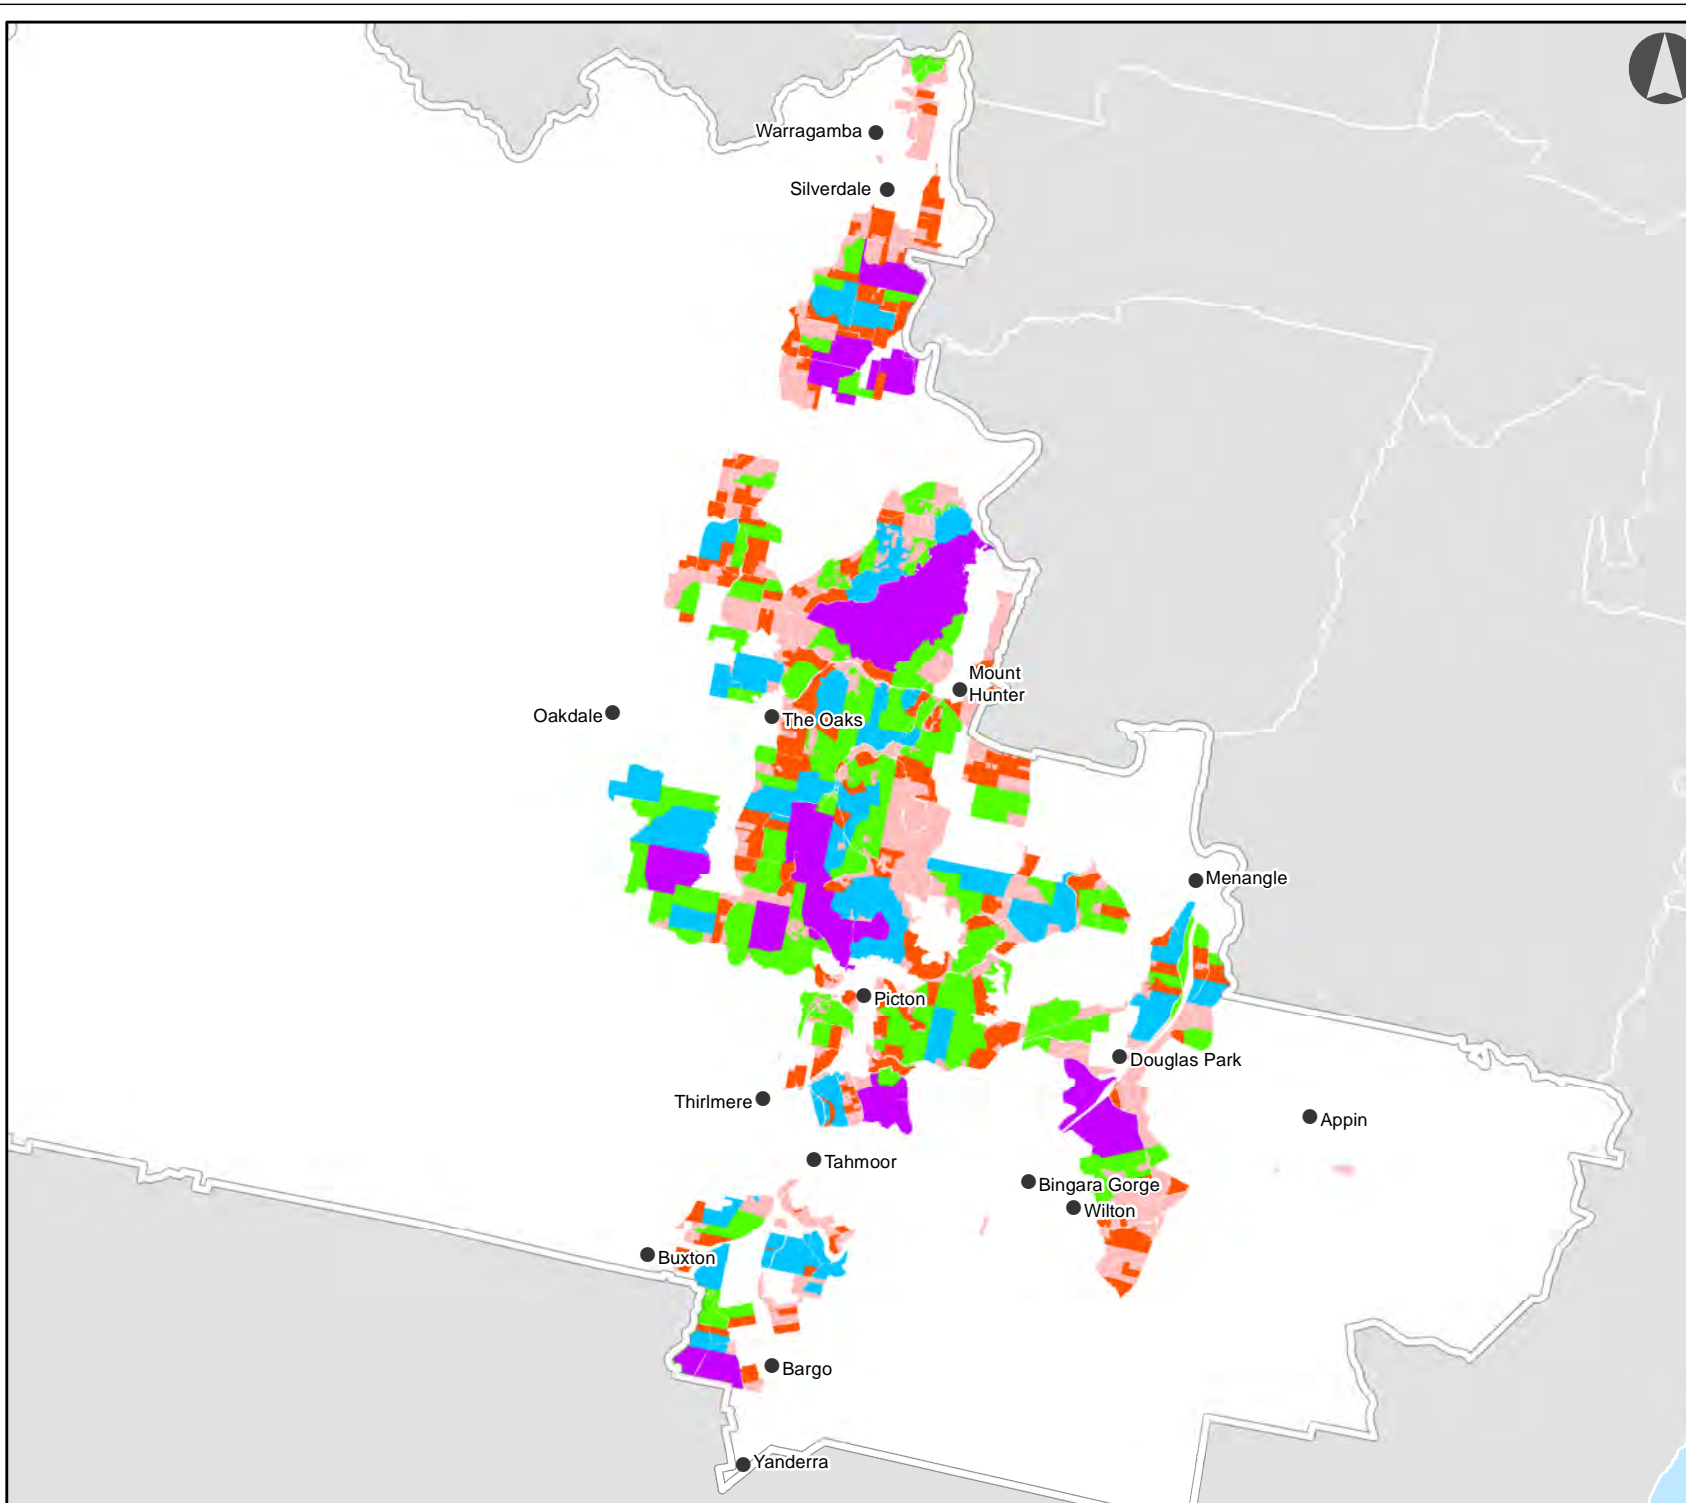 Warragamba
Silverdale
Mount
Hunter
Oakdale
The Oaks
Menangle
Picton
Douglas Park
Thirlmere
Appin
Tahmoor
Bingara Gorge
Wilton
Buxton
Bargo
Yanderra